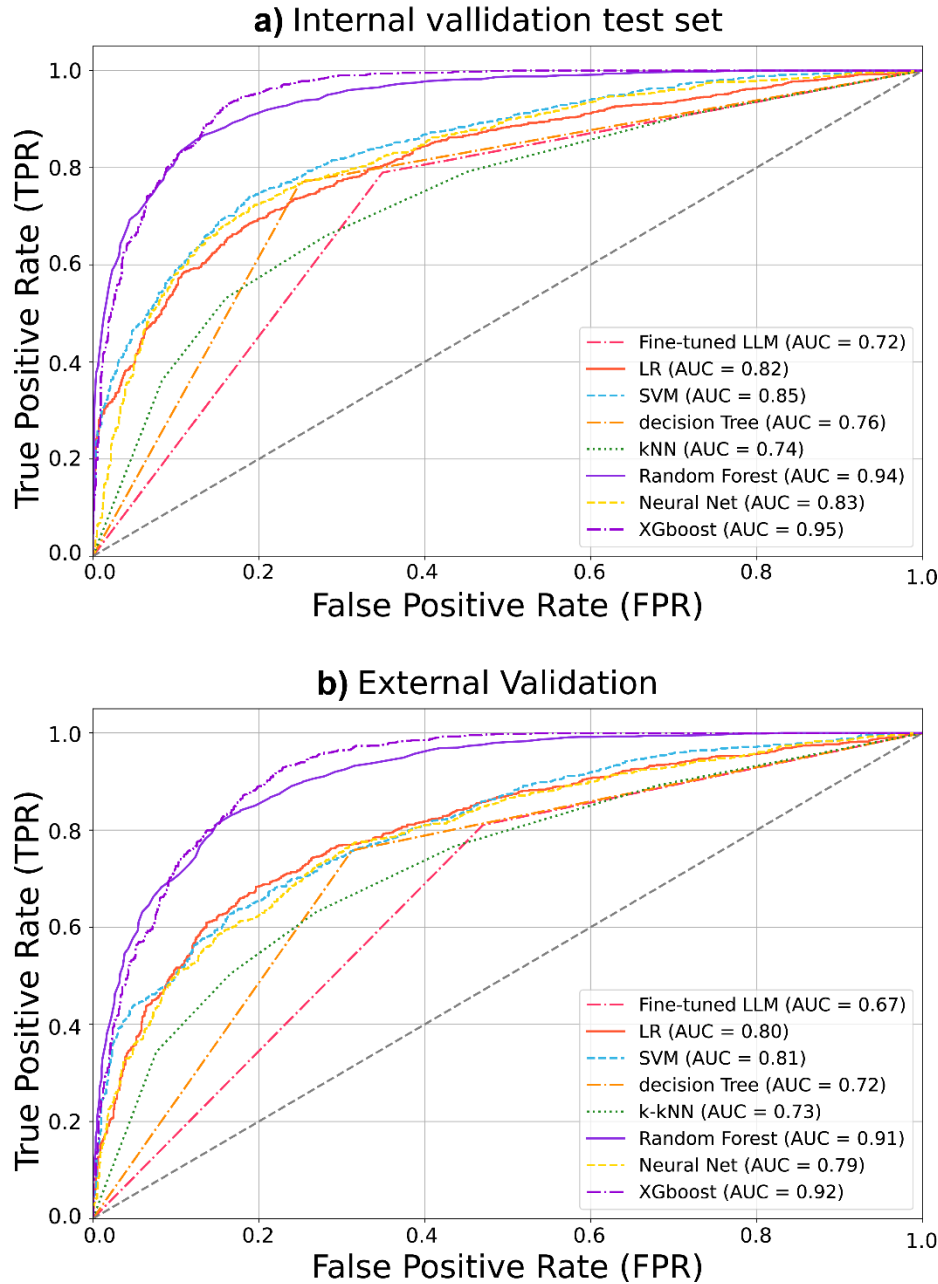 a) Internal vallidation test set
1.0
0.8
0.6
0.4
0.2
0.0
True Positive Rate (TPR)
Fine-tuned LLM (AUC = 0.72)
LR (AUC = 0.82)
SVM (AUC = 0.85)
decision Tree (AUC = 0.76)
kNN (AUC = 0.74)
Random Forest (AUC = 0.94)
Neural Net (AUC = 0.83)
XGboost (AUC = 0.95)
0.0 0.2 0.4 0.6 0.8 1.0
False Positive Rate (FPR)
b) External Validation
1.0
0.8
0.6
0.4
0.2
0.0
True Positive Rate (TPR)
Fine-tuned LLM (AUC = 0.67)
LR (AUC = 0.80)
SVM (AUC = 0.81)
decision Tree (AUC = 0.72)
k-kNN (AUC = 0.73)
Random Forest (AUC = 0.91)
Neural Net (AUC = 0.79)
XGboost (AUC = 0.92)
0.0 0.2 0.4 0.6 0.8 1.0
False Positive Rate (FPR)